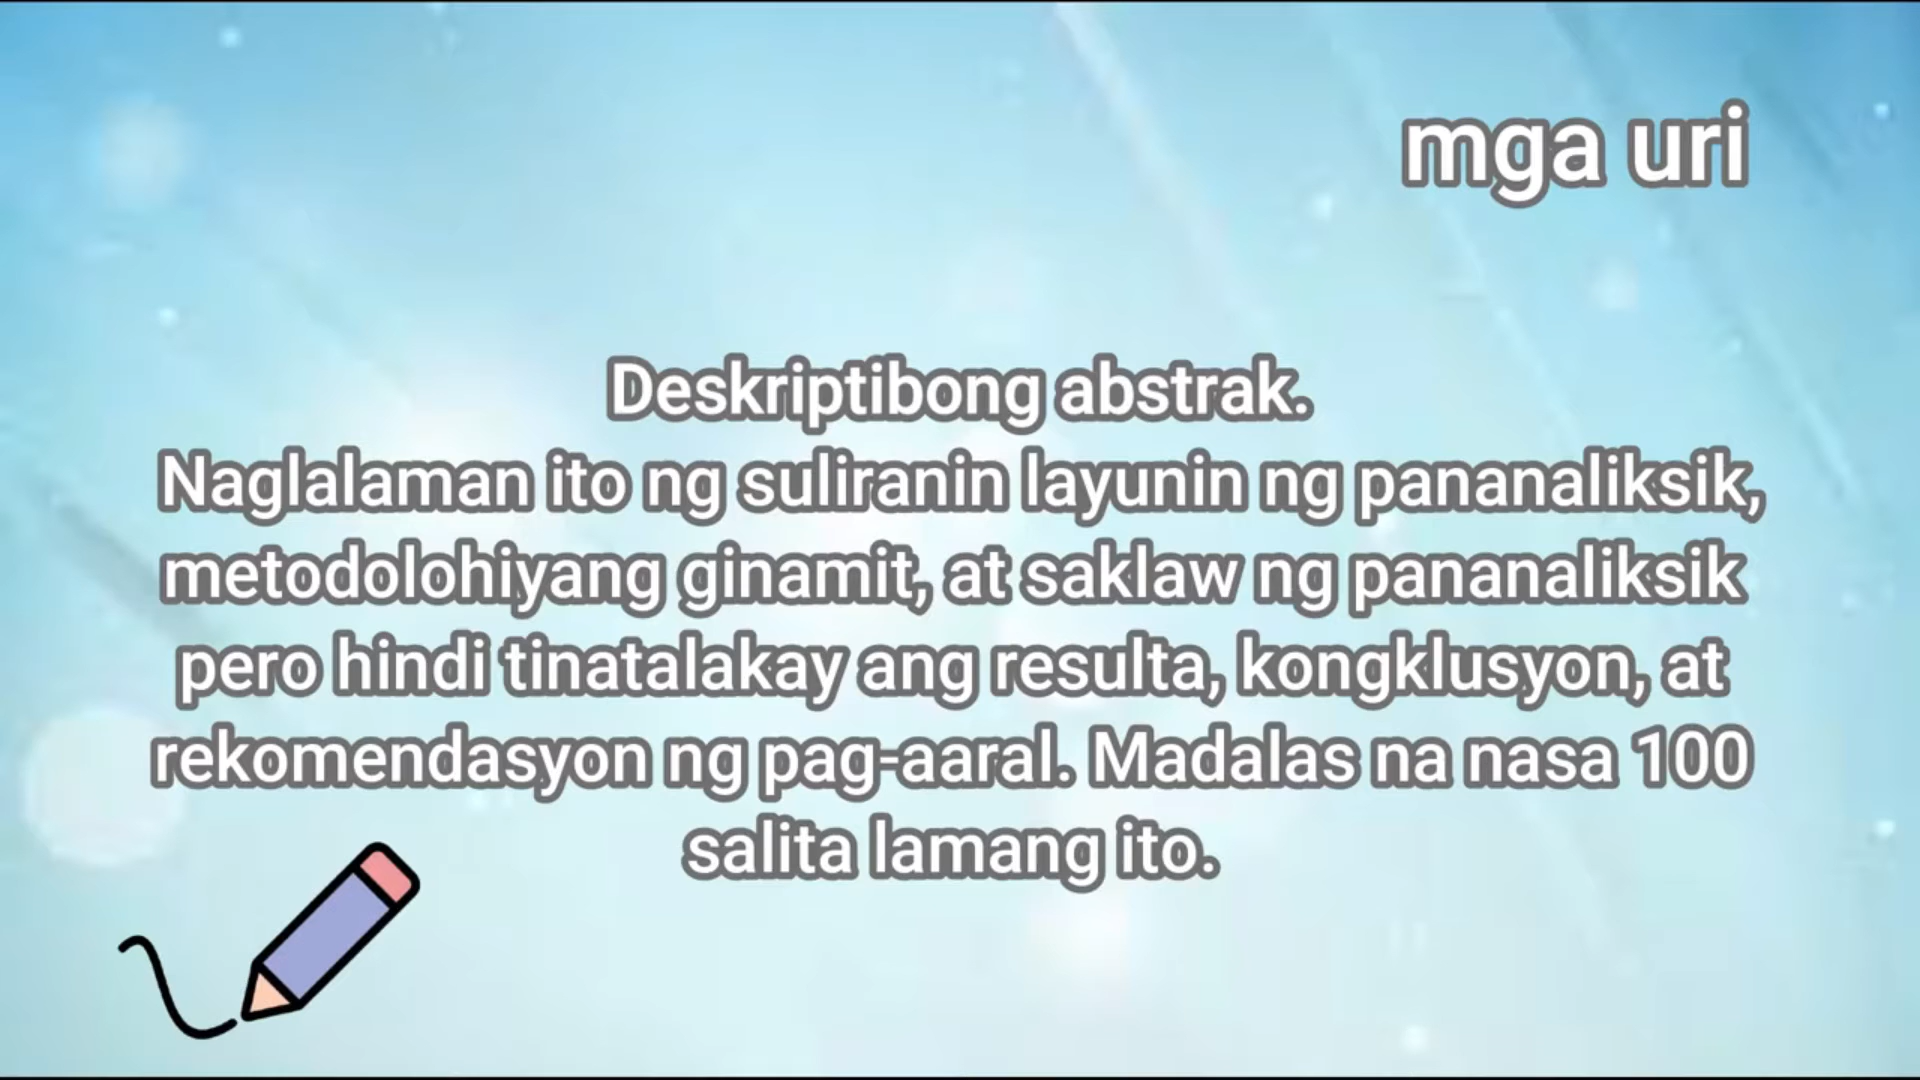 mga uri
Deskriptibong abstrak.
Naglalaman ito ng suliranin layunin ng pananaliksik,
metodolohiyang ginamit, at saklaw ng pananaliksik
pero hindi tinatalakay ang resulta, kongklusyon, at
rekomendasyon ng pag-aaral. Madalas na nasa 100
salita lamang ito.